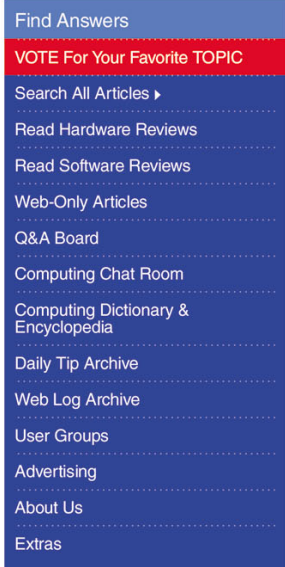 Find Answers
VOTE For Your Favorite TOPIC
Search All Articles ▸
Read Hardware Reviews
Read Software Reviews
Web-Only Articles
Q&A Board
Computing Chat Room
Computing Dictionary &
Encyclopedia
Daily Tip Archive
Web Log Archive
User Groups
Advertising
About Us
Extras